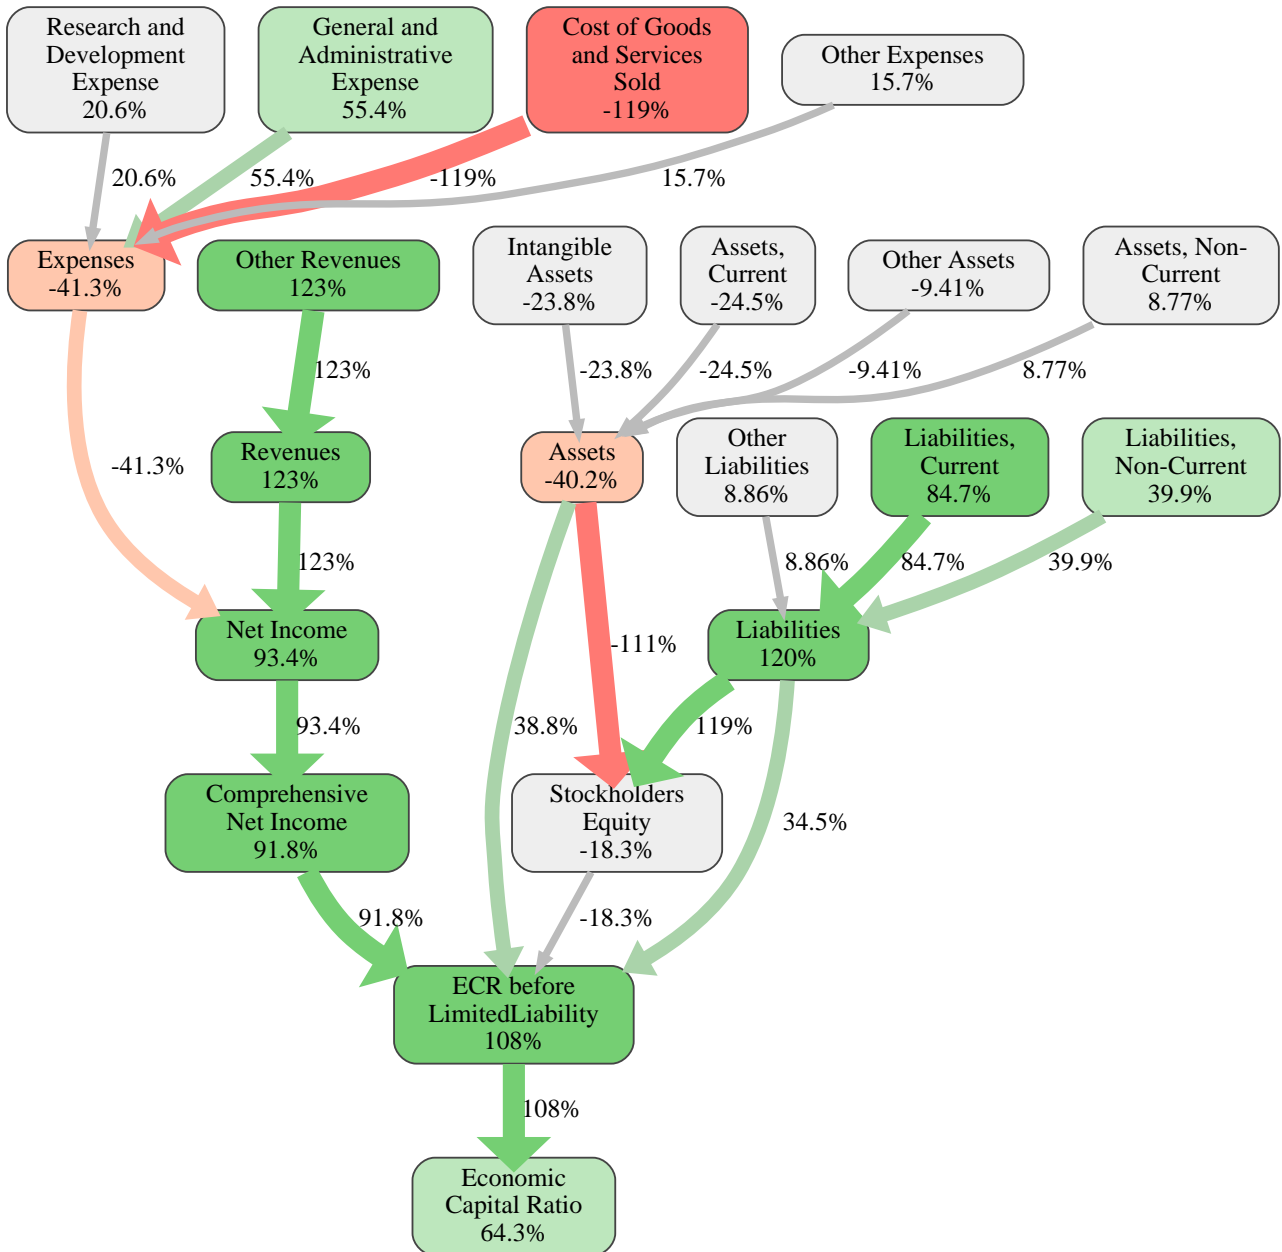 Research and
Development
Expense
20.6%
General and
Administrative
Expense
55.4%
Cost of Goods
and Services
Sold
-119%
Other Expenses
15.7%
20.6%
55.4%
-119%
15.7%
Expenses
-41.3%
Other Revenues
123%
Intangible
Assets
-23.8%
Assets,
Current
-24.5%
Other Assets
-9.41%
Assets, Non-
Current
8.77%
123%
-23.8%
-24.5%
-9.41%
8.77%
Revenues
123%
Assets
-40.2%
Other
Liabilities
8.86%
Liabilities,
Current
84.7%
Liabilities,
Non-Current
39.9%
-41.3%
123%
8.86%
84.7%
39.9%
Net Income
93.4%
Liabilities
120%
-111%
93.4%
38.8%
119%
Comprehensive
Net Income
91.8%
Stockholders
Equity
-18.3%
34.5%
91.8%
-18.3%
ECR before
LimitedLiability
108%
108%
Economic
Capital Ratio
64.3%